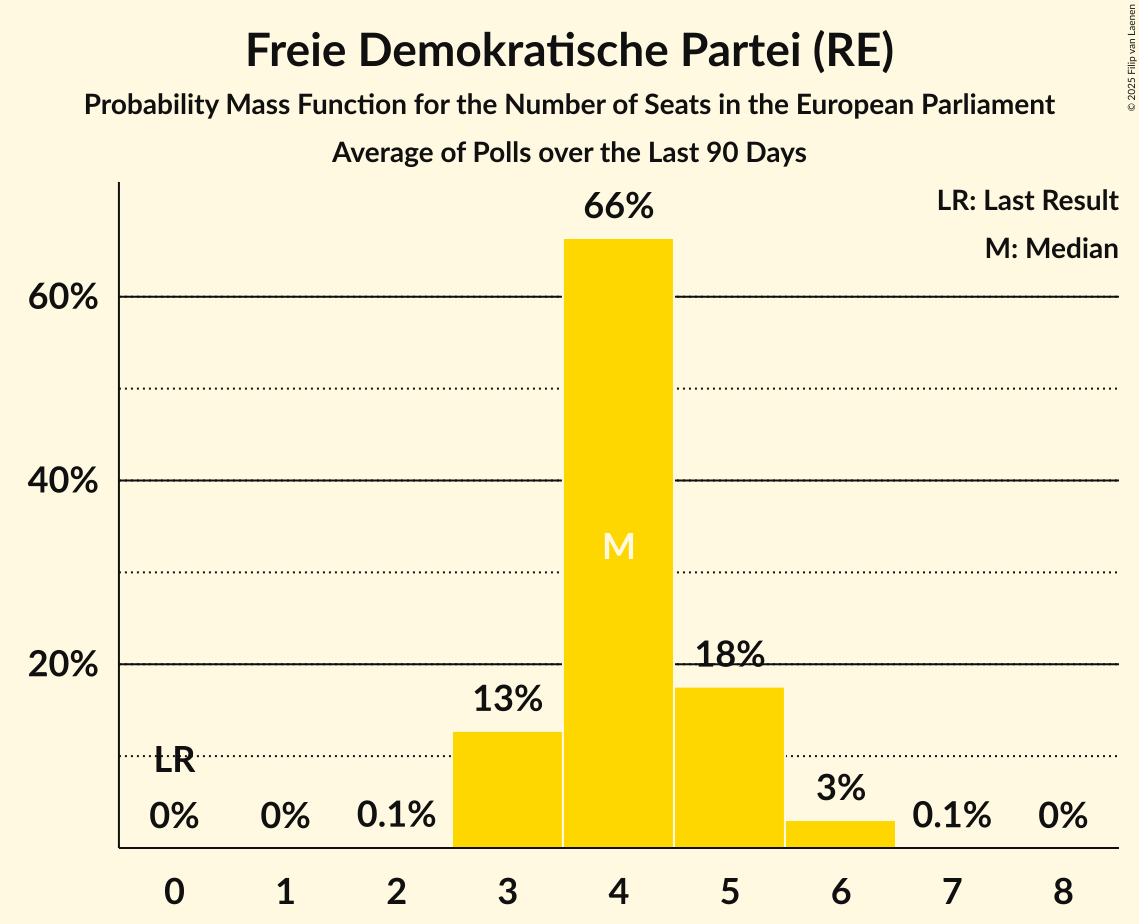 Freie Demokratische Partei (RE)
Probability Mass Function for the Number of Seats in the European Parliament
Average of Polls over the Last 90 Days
© 2025 Filip van Laenen
LR: Last Result
M: Median
66%
60%
40%
M
20%
18%
13%
LR
3%
0% 0% 0.1% 0.1% 0%
0 1 2 3 4 5 6 7 8